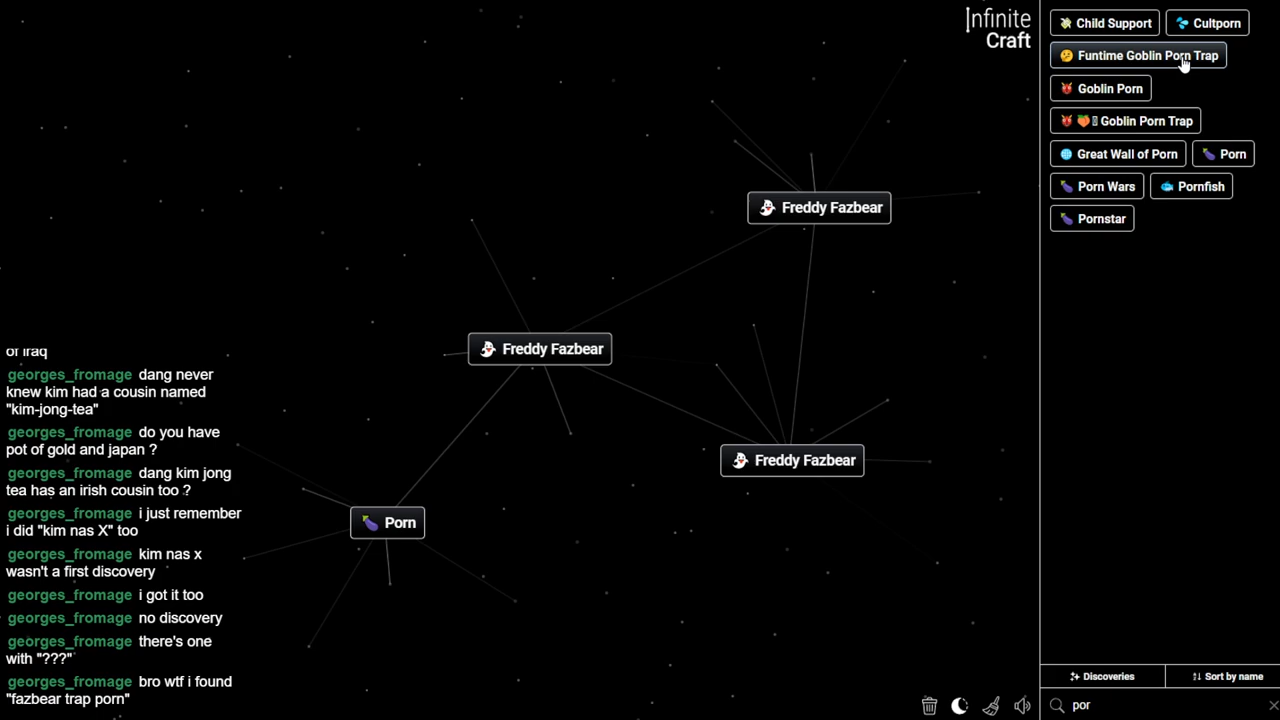 Infinite
Craft
Child Support
Cultporn
Funtime Goblin Porn Trap
Goblin Porn
Goblin Porn Trap
Great Wall of Porn
Porn
Porn Wars
Pornfish
Pornstar
Freddy Fazbear
Freddy Fazbear
Freddy Fazbear
Porn
of iraq
georges_fromage dang never
knew kim had a cousin named
"kim-jong-tea"
georges_fromage do you have
pot of gold and japan ?
georges_fromage dang kim jong
tea has an irish cousin too ?
georges_fromage i just remember
i did "kim nas X" too
georges_fromage kim nas x
wasn't a first discovery
georges_fromage i got it too
georges_fromage no discovery
georges_fromage there's one
with "???"
georges_fromage bro wtf i found
"fazbear trap porn"
Discoveries
Sort by name
por